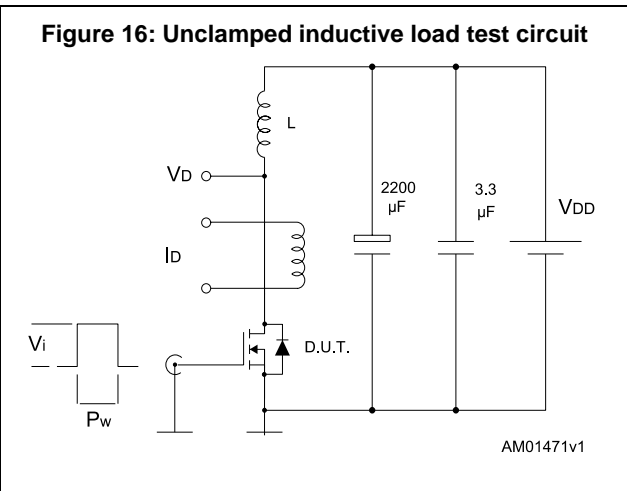 Figure 16: Unclamped inductive load test circuit
L
VD
2200
µF
3.3
µF
VDD
ID
Vi
D.U.T.
Pw
AM01471v1